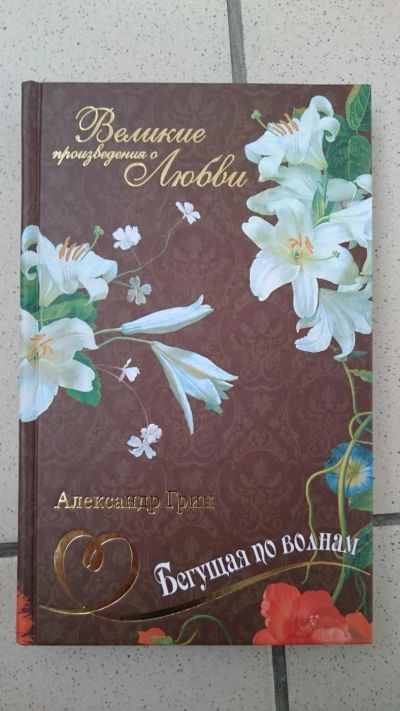 Великие
произведения о
Любви
Александр Грин
Бегущая по волнам